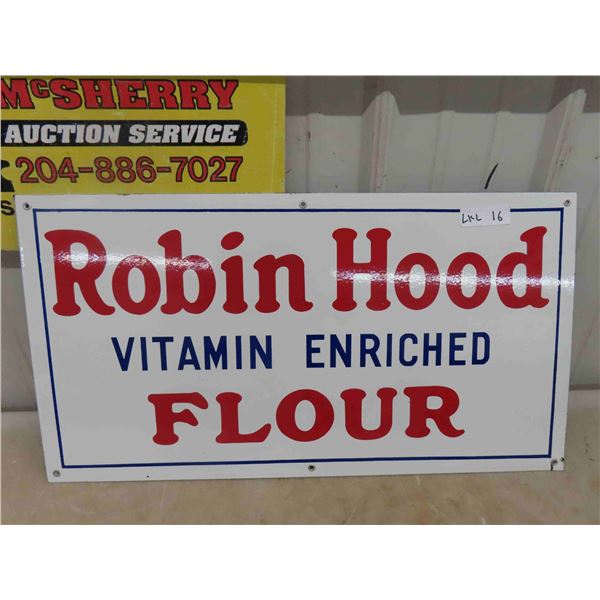 McSHERRY
AUCTION SERVICE
204-886-7027
LKL 16
Robin Hood
VITAMIN ENRICHED
FLOUR